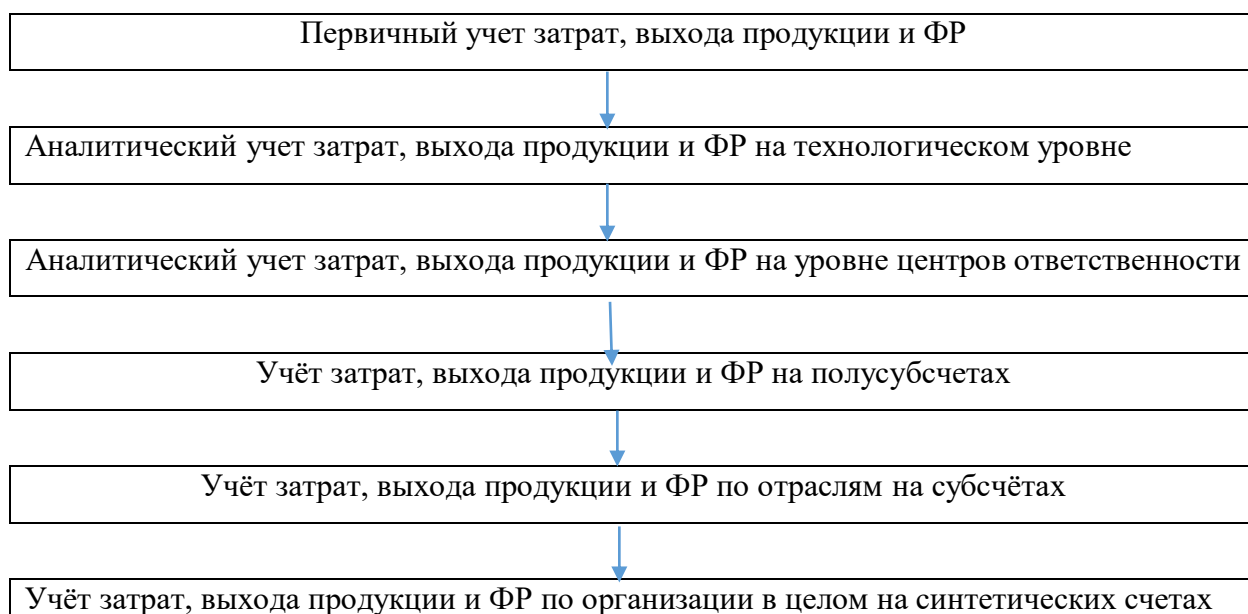 Первичный учет затрат, выхода продукции и ФР
Аналитический учет затрат, выхода продукции и ФР на технологическом уровне
Аналитический учет затрат, выхода продукции и ФР на уровне центров ответственности
Учёт затрат, выхода продукции и ФР на полусубсчетах
Учёт затрат, выхода продукции и ФР по отраслям на субсчётах
Учёт затрат, выхода продукции и ФР по организации в целом на синтетических счетах